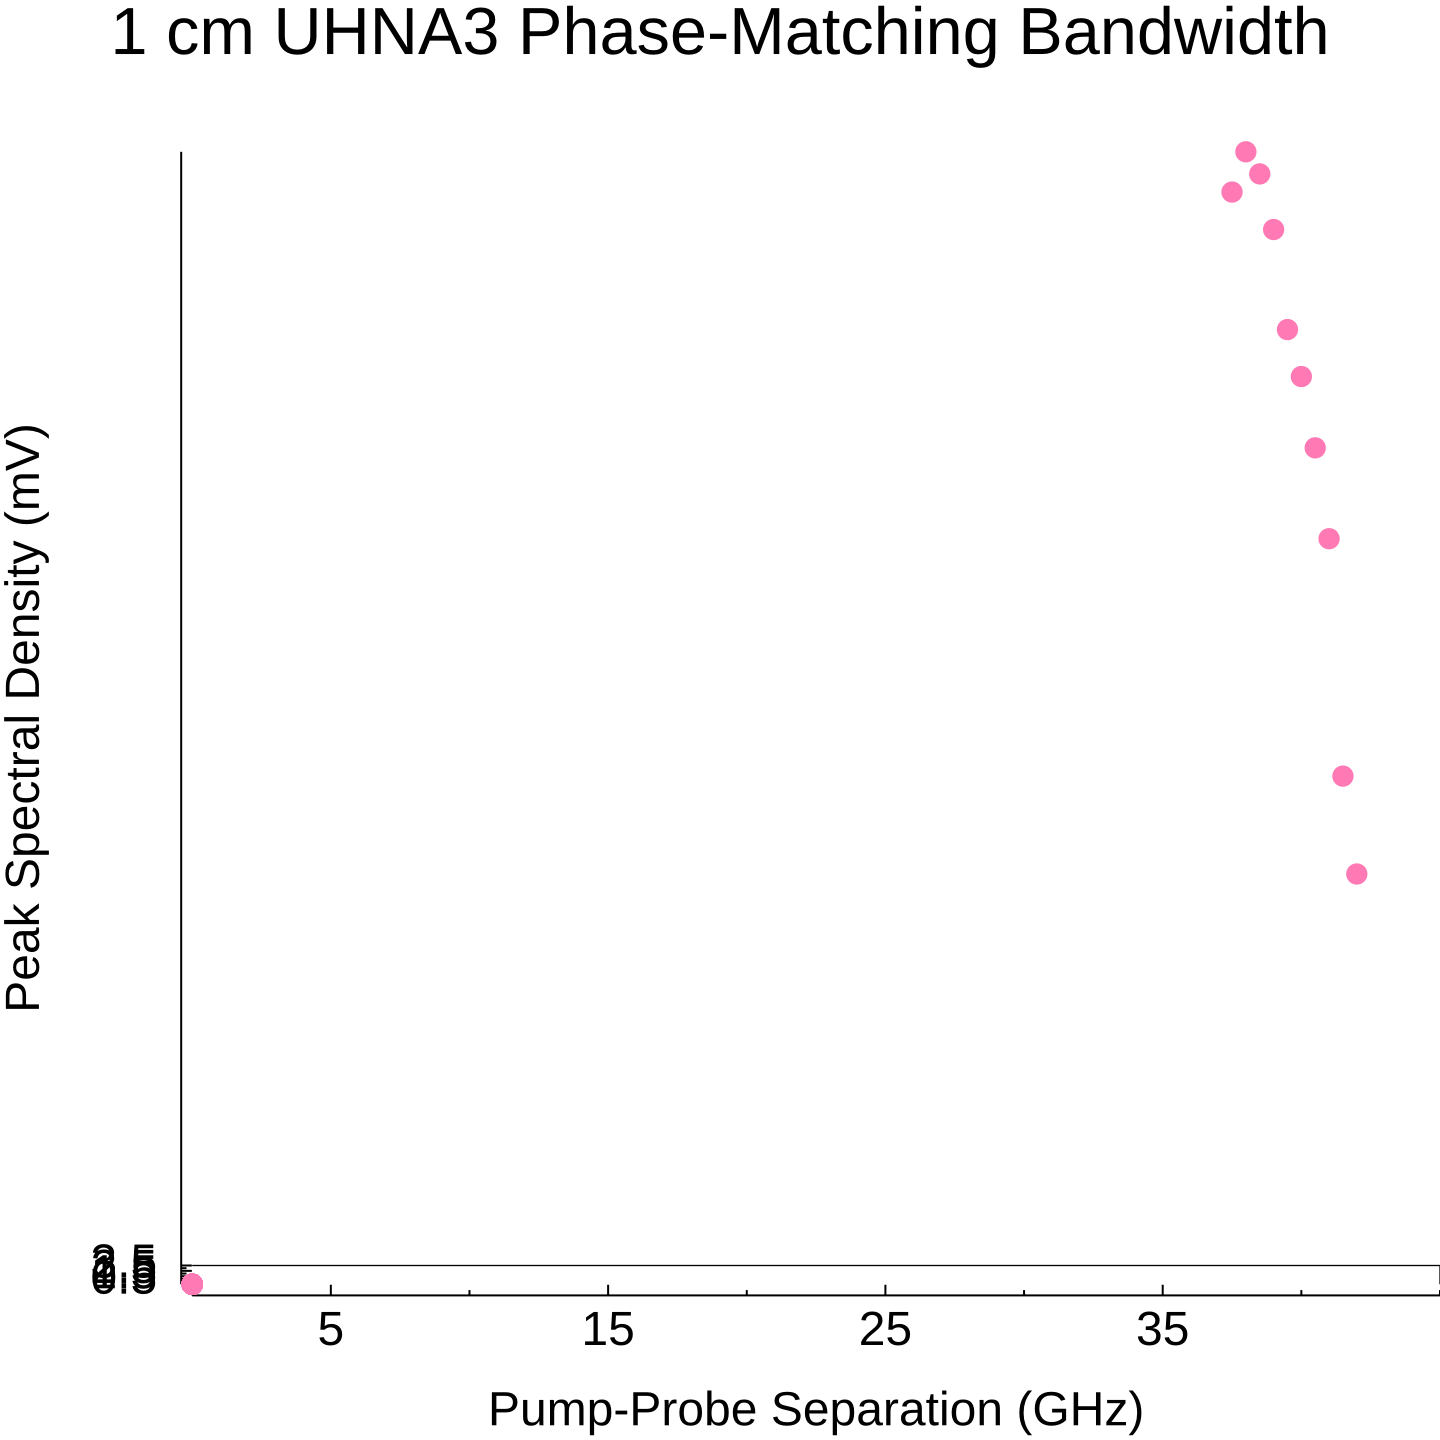 1 cm UHNA3 Phase-Matching Bandwidth
Peak Spectral Density (mV)
5 15 25 35
Pump-Probe Separation (GHz)